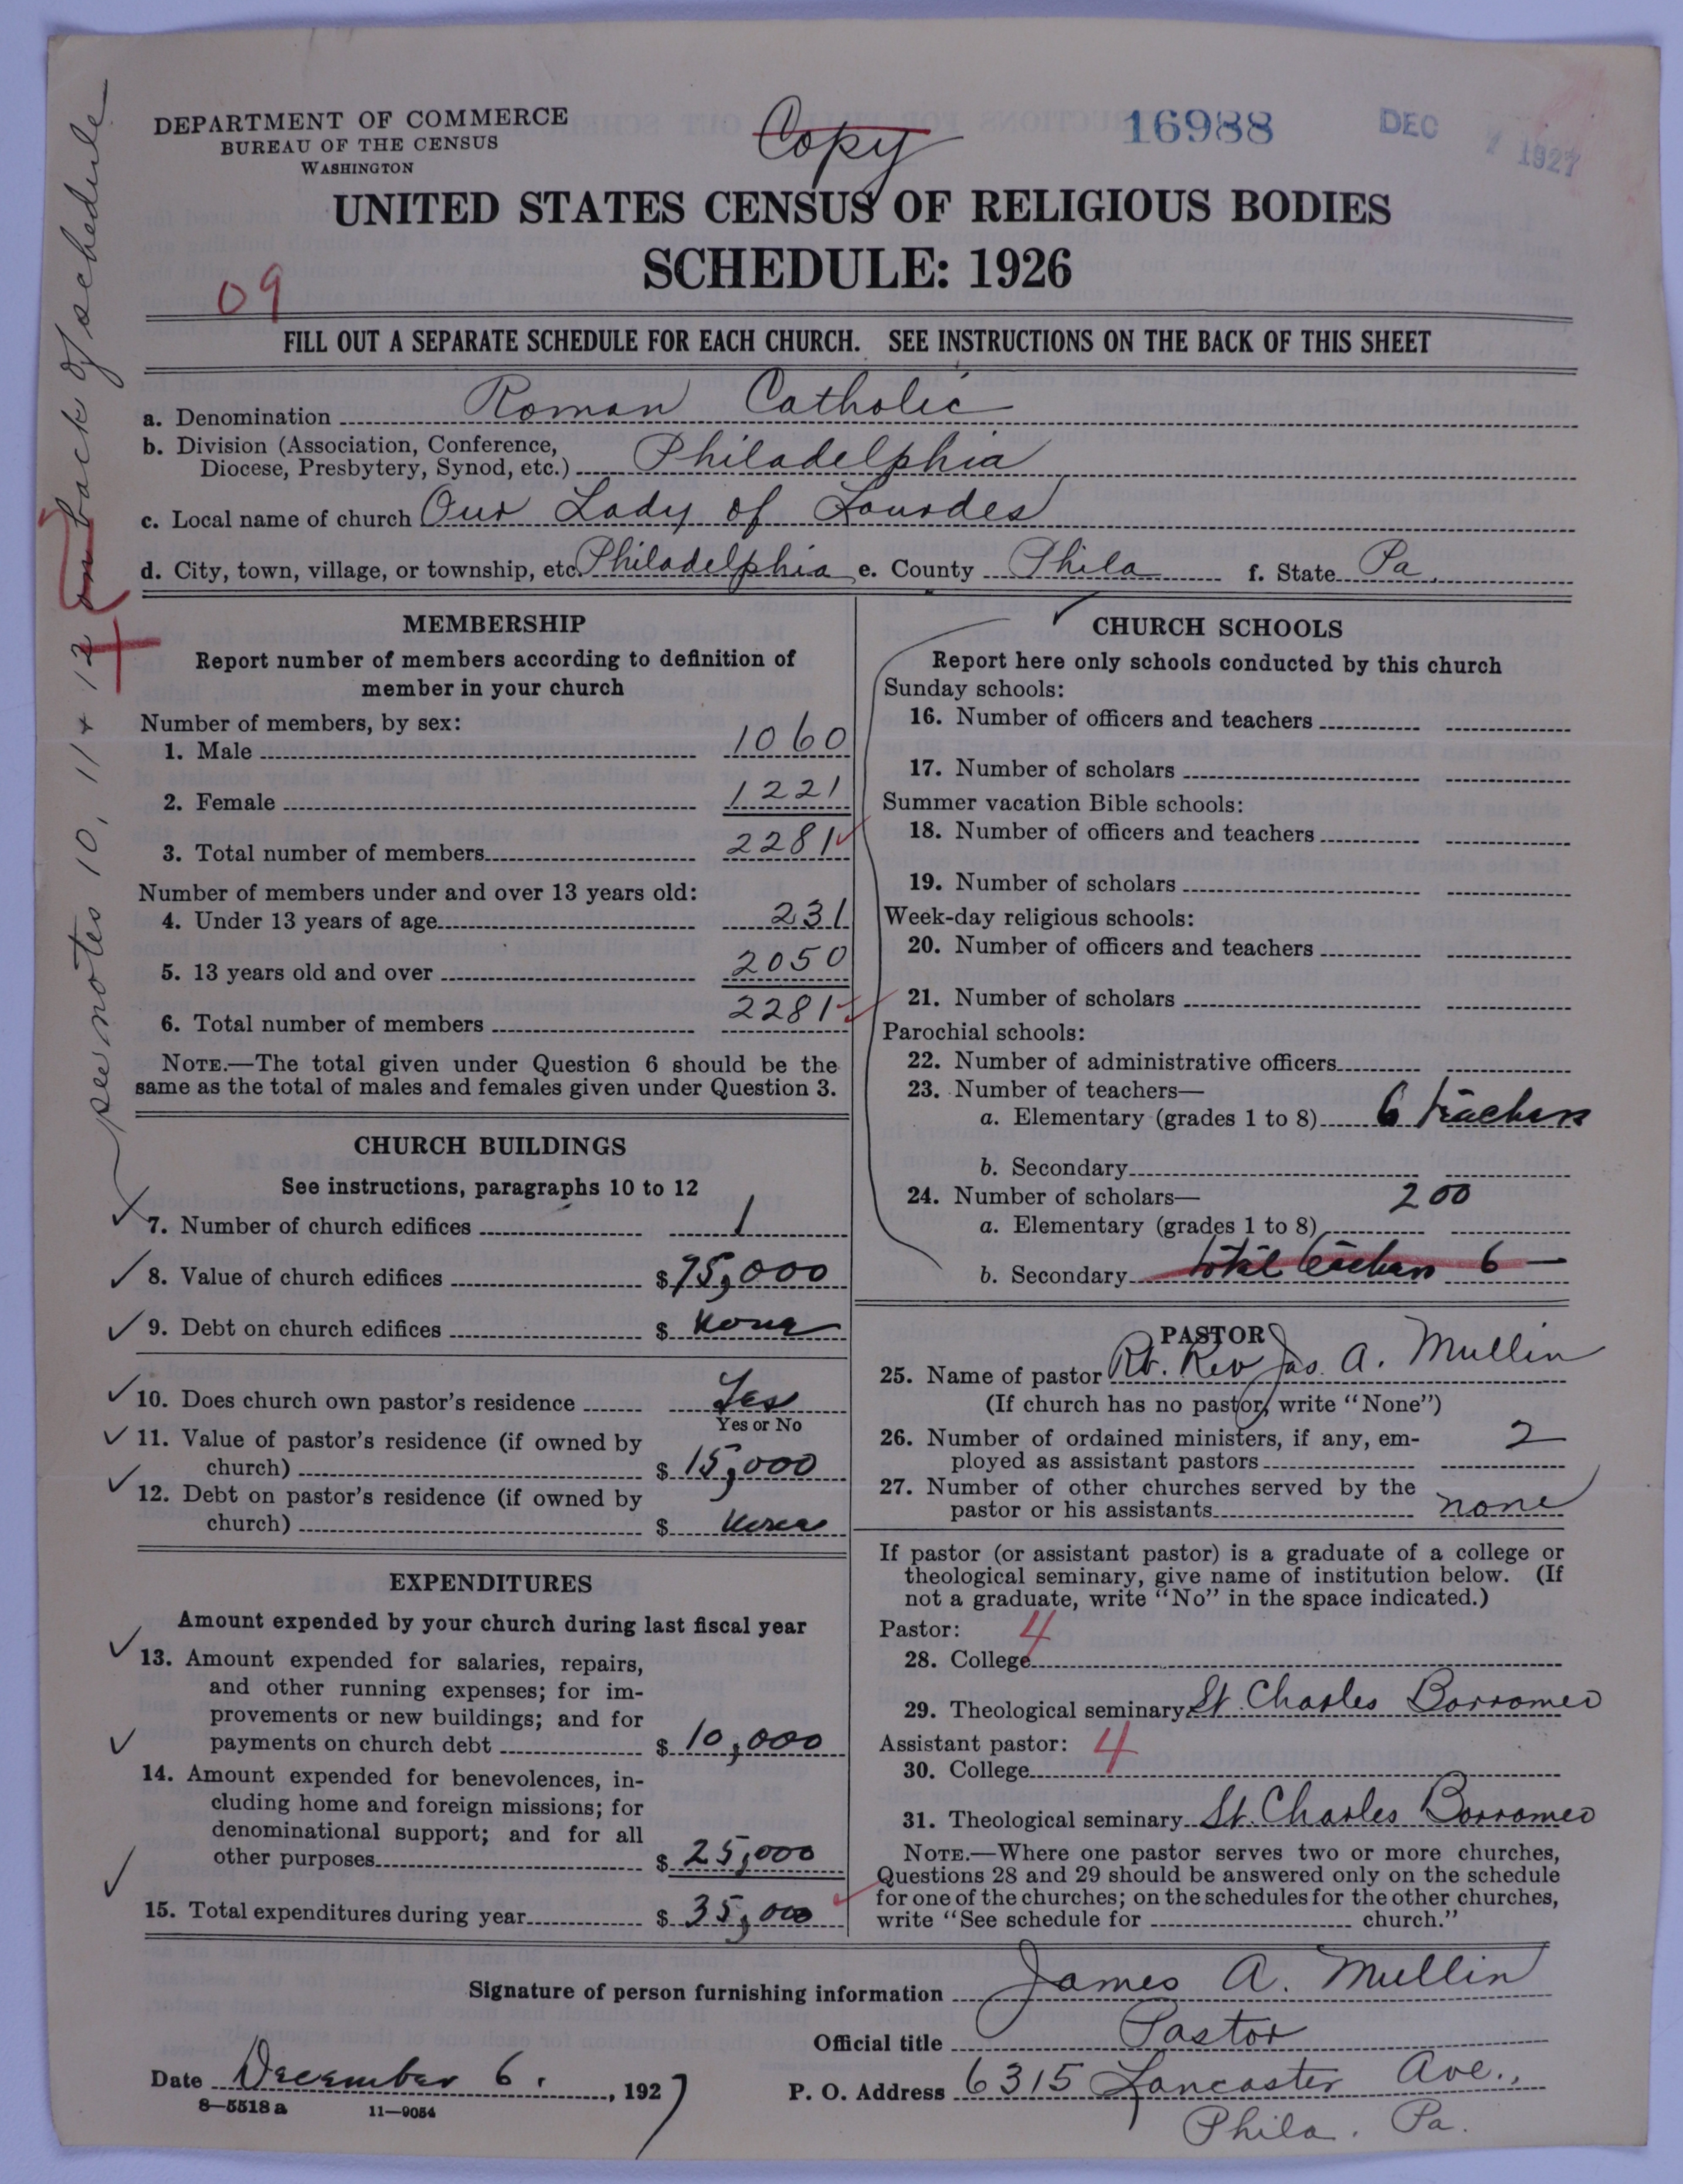 DEPARTMENT OF COMMERCE
BUREAU OF THE CENSUS
WASHINGTON
Copy
16988
DEC 7 1927
UNITED STATES CENSUS OF RELIGIOUS BODIES
SCHEDULE: 1926
09
FILL OUT A SEPARATE SCHEDULE FOR EACH CHURCH. SEE INSTRUCTIONS ON THE BACK OF THIS SHEET
a. Denomination Roman Catholic
b. Division (Association, Conference,
Diocese, Presbytery, Synod, etc.) Philadelphia
c. Local name of church Our Lady of Lourdes
d. City, town, village, or township, etc. Philadelphia e. County Phila f. State Pa.
see notes 10, 11 + 12 on back of schedule
MEMBERSHIP
Report number of members according to definition of
member in your church
Number of members, by sex:
1. Male 1060
2. Female 1221
3. Total number of members 2281
Number of members under and over 13 years old:
4. Under 13 years of age 231
5. 13 years old and over 2050
6. Total number of members 2281
NOTE.—The total given under Question 6 should be the
same as the total of males and females given under Question 3.
CHURCH BUILDINGS
See instructions, paragraphs 10 to 12
7. Number of church edifices 1
8. Value of church edifices $ 75,000
9. Debt on church edifices $ None
10. Does church own pastor's residence Yes
Yes or No
11. Value of pastor's residence (if owned by
church) $ 15,000
12. Debt on pastor's residence (if owned by
church) $ None
EXPENDITURES
Amount expended by your church during last fiscal year
13. Amount expended for salaries, repairs,
and other running expenses; for im-
provements or new buildings; and for
payments on church debt $ 10,000
14. Amount expended for benevolences, in-
cluding home and foreign missions; for
denominational support; and for all
other purposes $ 25,000
15. Total expenditures during year $ 35,000
CHURCH SCHOOLS
Report here only schools conducted by this church
Sunday schools:
16. Number of officers and teachers
17. Number of scholars
Summer vacation Bible schools:
18. Number of officers and teachers
19. Number of scholars
Week-day religious schools:
20. Number of officers and teachers
21. Number of scholars
Parochial schools:
22. Number of administrative officers
23. Number of teachers—
a. Elementary (grades 1 to 8) 6 teachers
b. Secondary
24. Number of scholars— 200
a. Elementary (grades 1 to 8)
b. Secondary total teachers 6 —
PASTOR
25. Name of pastor Rt. Rev Jas. A. Mullin
(If church has no pastor, write "None")
26. Number of ordained ministers, if any, em- 2
ployed as assistant pastors
27. Number of other churches served by the
pastor or his assistants none
If pastor (or assistant pastor) is a graduate of a college or
theological seminary, give name of institution below. (If
not a graduate, write "No" in the space indicated.)
Pastor: 4
28. College
29. Theological seminary St. Charles Borromeo
Assistant pastor: 4
30. College
31. Theological seminary St. Charles Borromeo
NOTE.—Where one pastor serves two or more churches,
Questions 28 and 29 should be answered only on the schedule
for one of the churches; on the schedules for the other churches,
write "See schedule for church."
Signature of person furnishing information James A. Mullin
Official title Pastor
Date December 6, 1927
P. O. Address 6315 Lancaster Ave.,
Phila. Pa.
8—5518 a 11—9054